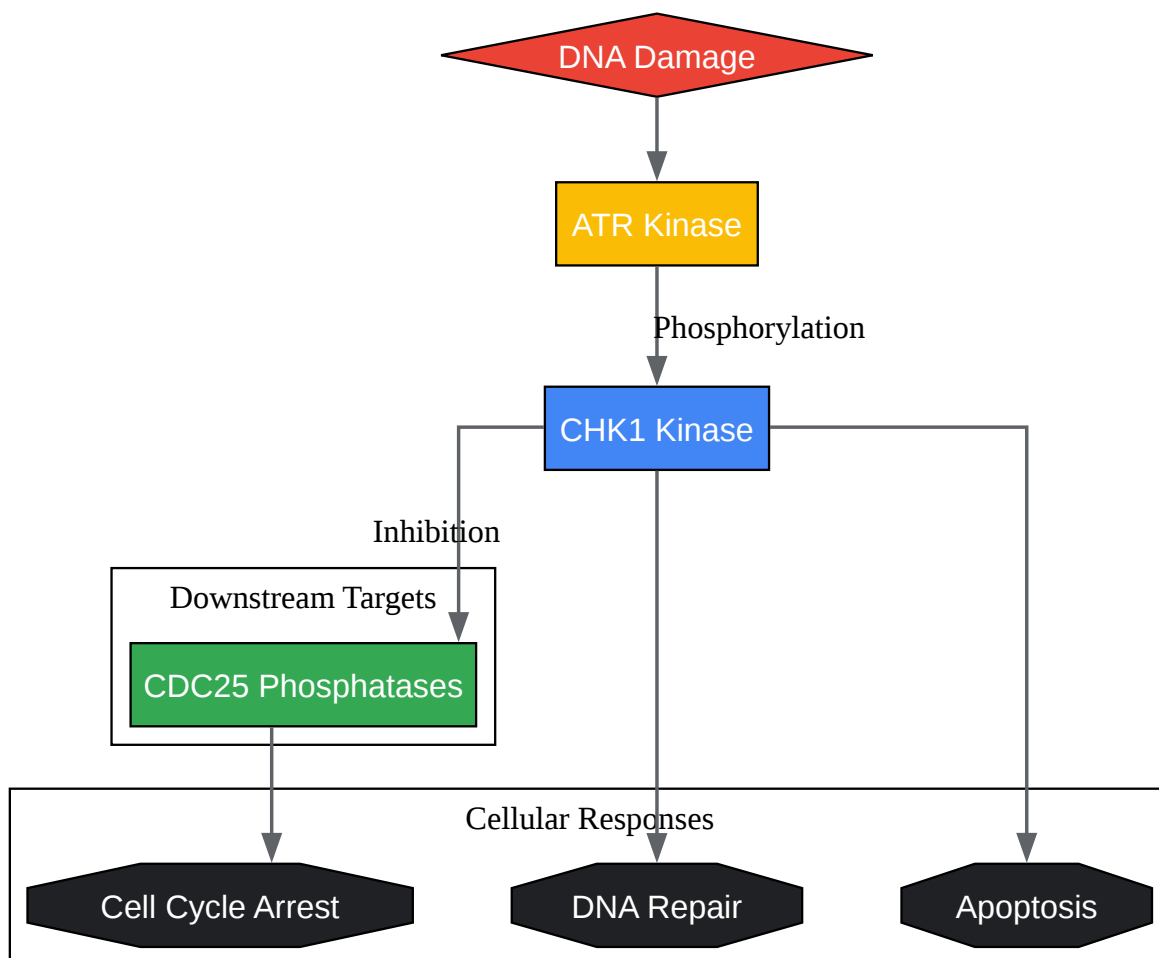 DNA Damage
ATR Kinase
Phosphorylation
CHK1 Kinase
Inhibition
Downstream Targets
CDC25 Phosphatases
Cellular Responses
Cell Cycle Arrest
DNA Repair
Apoptosis